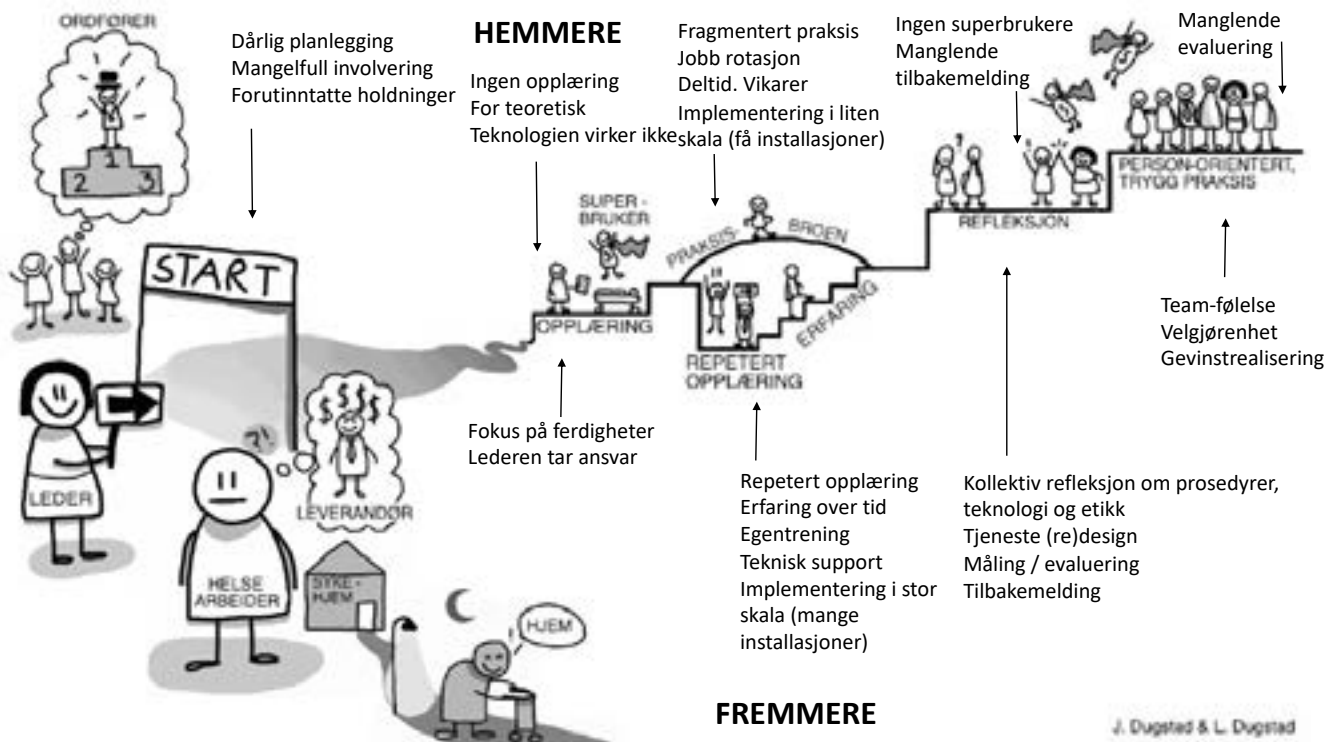 ORDFØRER
1
2 3
Dårlig planlegging
Mangelfull involvering
Forutinntatte holdninger
HEMMERE
Ingen opplæring
For teoretisk
Teknologien virker ikke
Fragmentert praksis
Jobb rotasjon
Deltid. Vikarer
Implementering i liten
skala (få installasjoner)
Ingen superbrukere
Manglende
tilbakemelding
Manglende
evaluering
START
SUPER-
BRUKER
OPPLÆRING
PRAKSIS-
BROEN
REPETERT
OPPLÆRING
ERFARING
?
REFLEKSJON
PERSON-ORIENTERT,
TRYGG PRAKSIS
Fokus på ferdigheter
Lederen tar ansvar
Repetert opplæring
Erfaring over tid
Egentrening
Teknisk support
Implementering i stor
skala (mange
installasjoner)
Kollektiv refleksjon om prosedyrer,
teknologi og etikk
Tjeneste (re)design
Måling / evaluering
Tilbakemelding
Team-følelse
Velgjørenhet
Gevinstrealisering
LEDER
?!
$ $ $ $
LEVERANDØR
HELSE
ARBEIDER
SYKE-
HJEM
!
HJEM
FREMMERE
J. Dugstad & L. Dugstad